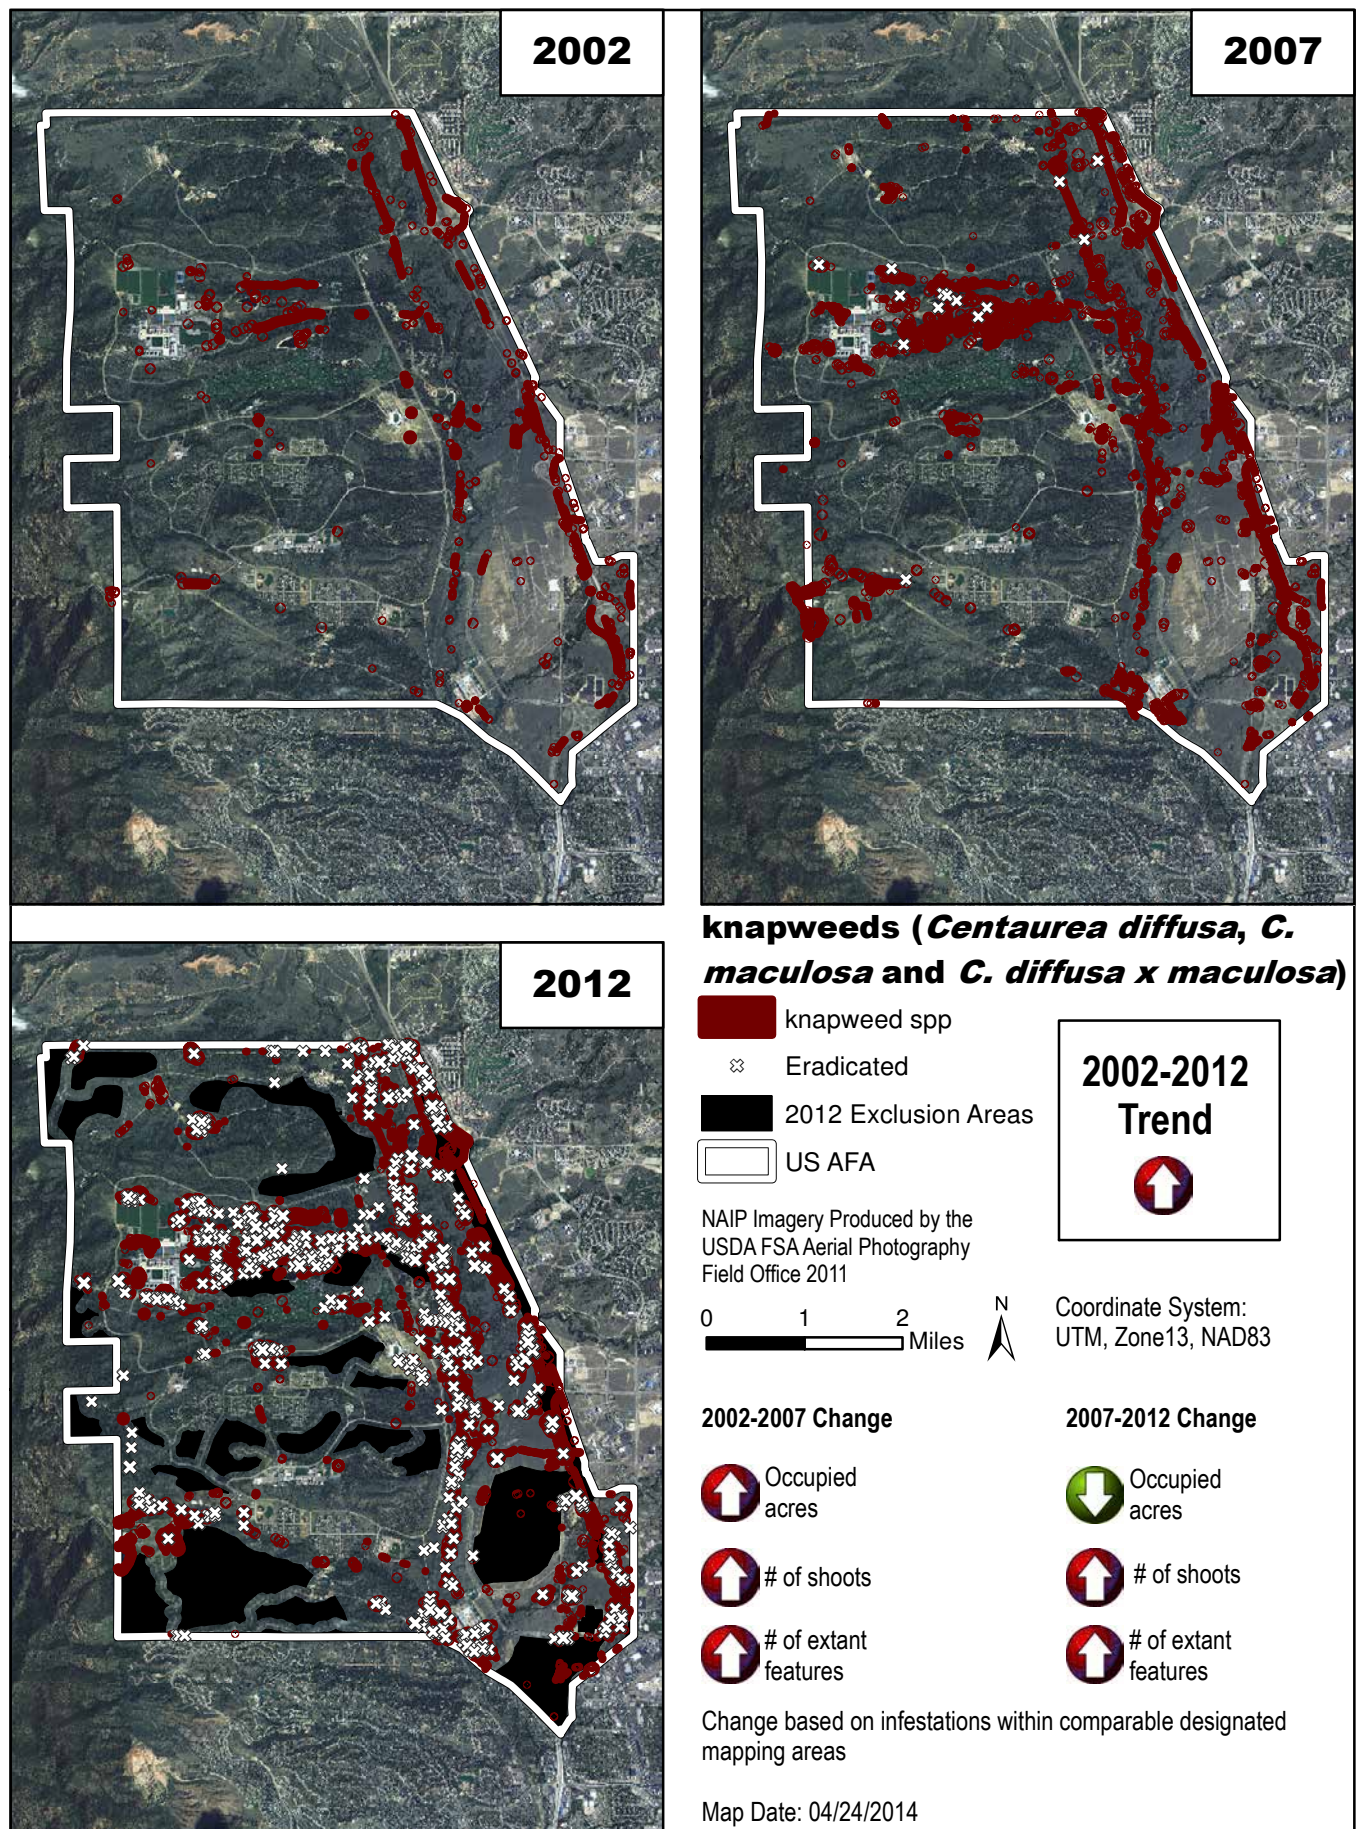 2002
2007
2012
knapweeds (Centaurea diffusa, C.
maculosa and C. diffusa x maculosa)
knapweed spp
Eradicated
2012 Exclusion Areas
US AFA
2002-2012
Trend
NAIP Imagery Produced by the
USDA FSA Aerial Photography
Field Office 2011
0 1 2
Miles
N
Coordinate System:
UTM, Zone13, NAD83
2002-2007 Change
Occupied
acres
# of shoots
# of extant
features
2007-2012 Change
Occupied
acres
# of shoots
# of extant
features
Change based on infestations within comparable designated
mapping areas
Map Date: 04/24/2014